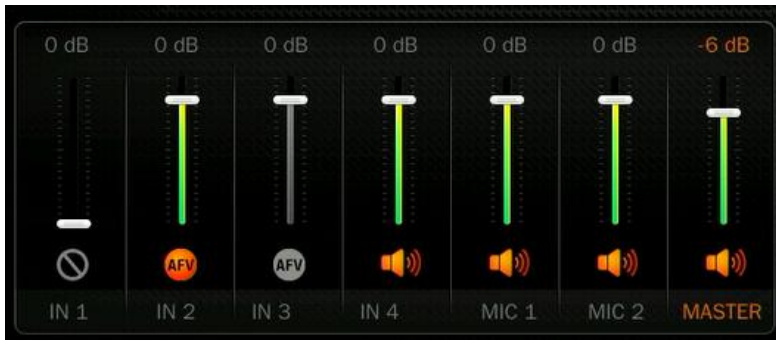 0 dB 0 dB 0 dB 0 dB 0 dB 0 dB -6 dB
AFV AFV
IN 1 IN 2 IN 3 IN 4 MIC 1 MIC 2 MASTER